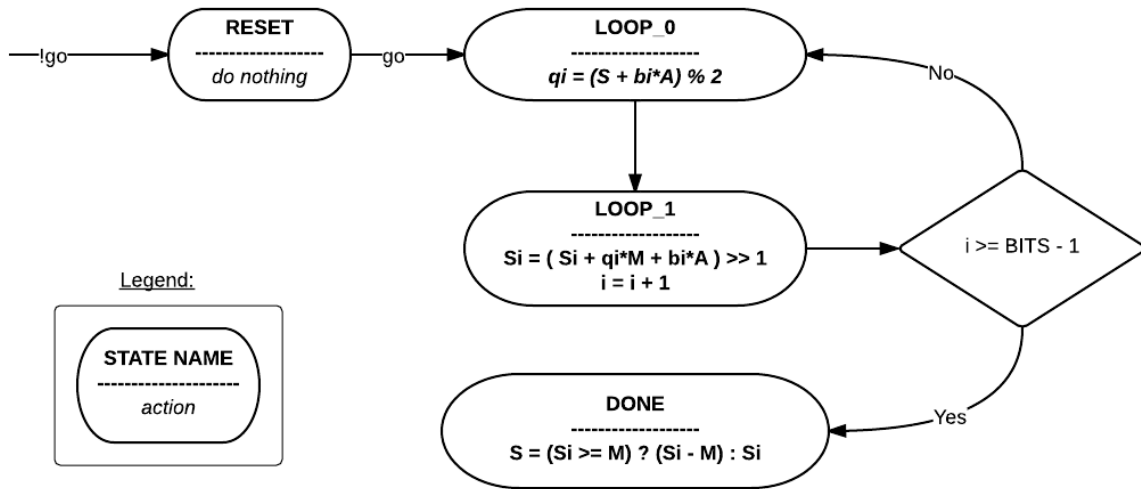 !go
RESET
-------------------
do nothing
go
LOOP_0
-------------------
qi = (S + bi*A) % 2
No
LOOP_1
-------------------
Si = ( Si + qi*M + bi*A ) >> 1
i = i + 1
i >= BITS - 1
Legend:
STATE NAME
---------------------
action
Yes
DONE
-------------------
S = (Si >= M) ? (Si - M) : Si